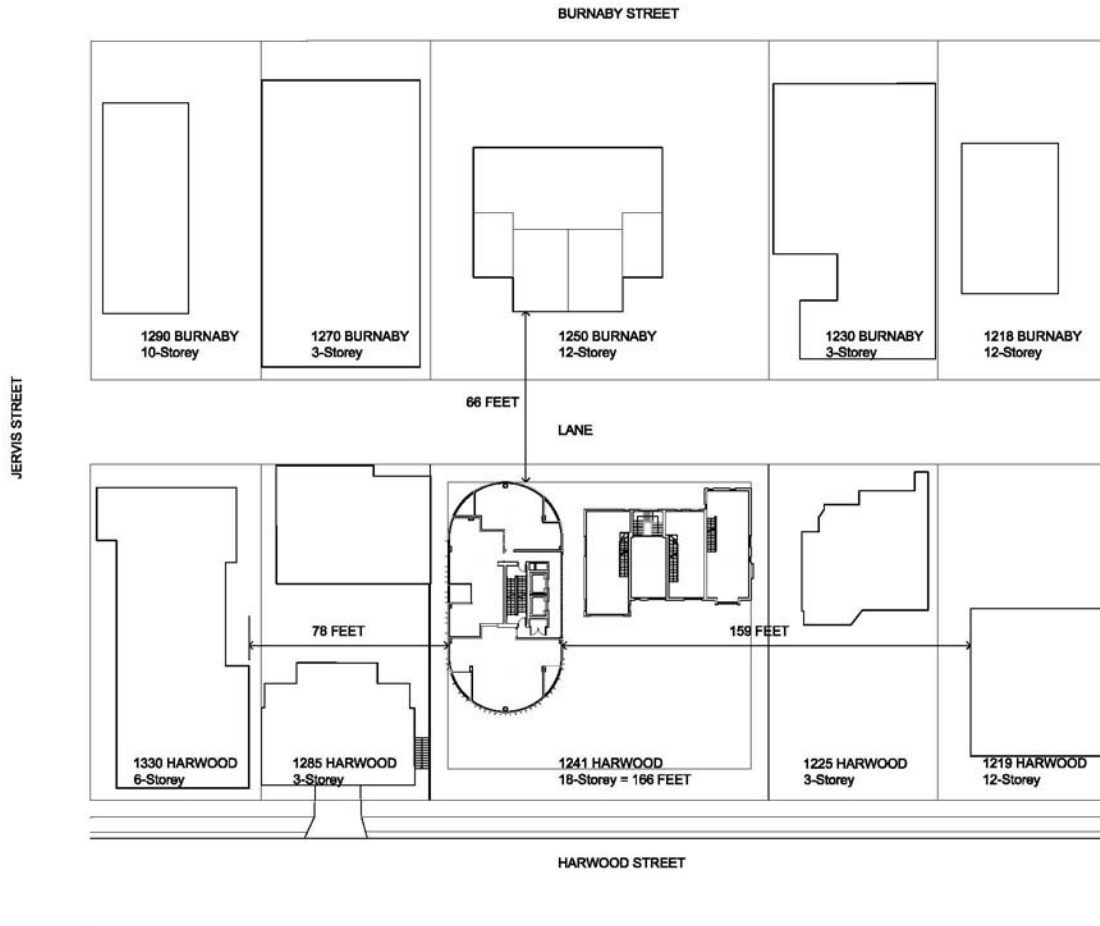 BURNABY STREET
1290 BURNABY
10-Storey
1270 BURNABY
3-Storey
1250 BURNABY
12-Storey
1230 BURNABY
3-Storey
1218 BURNABY
12-Storey
JERVIS STREET
66 FEET
LANE
78 FEET
159 FEET
1330 HARWOOD
6-Storey
1285 HARWOOD
3-Storey
1241 HARWOOD
18-Storey = 166 FEET
1225 HARWOOD
3-Storey
1219 HARWOOD
12-Storey
HARWOOD STREET